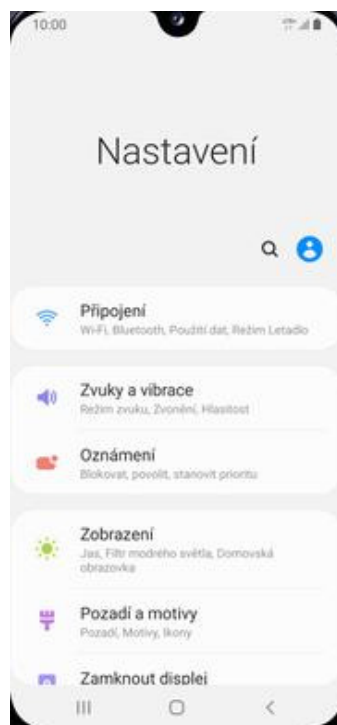 10:00
Nastavení
Připojení
Wi-Fi, Bluetooth, Použití dat, Režim Letadlo
Zvuky a vibrace
Režim zvuku, Zvonění, Hlasitost
Oznámení
Blokovat, povolit, stanovit prioritu
Zobrazení
Jas, Filtr modrého světla, Domovská
obrazovka
Pozadí a motivy
Pozadí, Motivy, Ikony
Zamknout displej